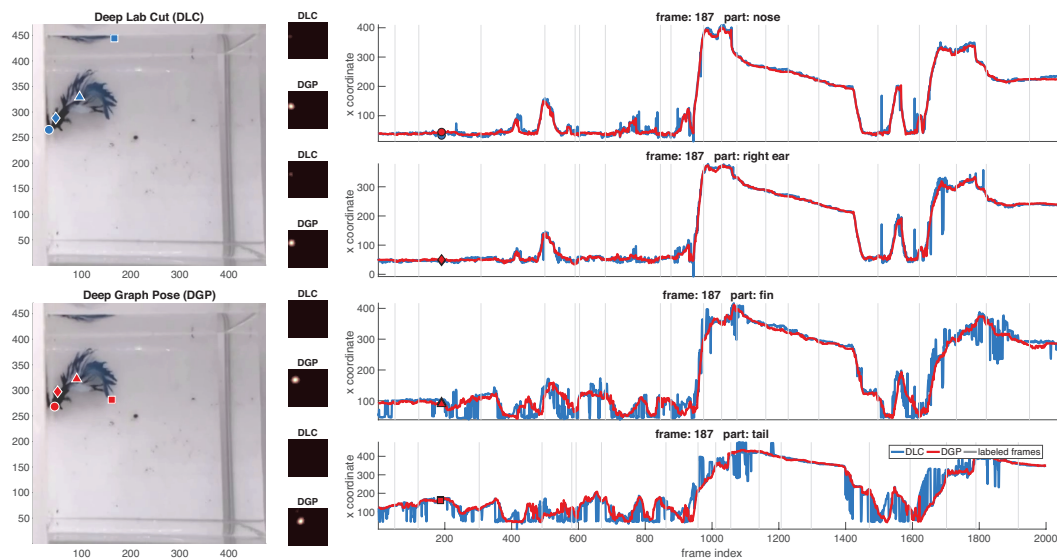 Deep Lab Cut (DLC)
450
400
350
300
250
200
150
100
50
100
200
300
400
Deep Graph Pose (DGP)
450
400
350
300
250
200
150
100
50
0
100
200
300
400
DLC
DGP
DLC
DGP
DLC
DGP
DLC
DGP
frame: 187 part: nose
x coordinate
400
300
200
100
frame: 187 part: right ear
x coordinate
300
200
100
0
frame: 187 part: fin
x coordinate
400
300
200
100
frame: 187 part: tail
x coordinate
400
300
200
100
DLC
DGP
labeled frames
200
400
600
800
1000
1200
1400
1600
1800
2000
frame index